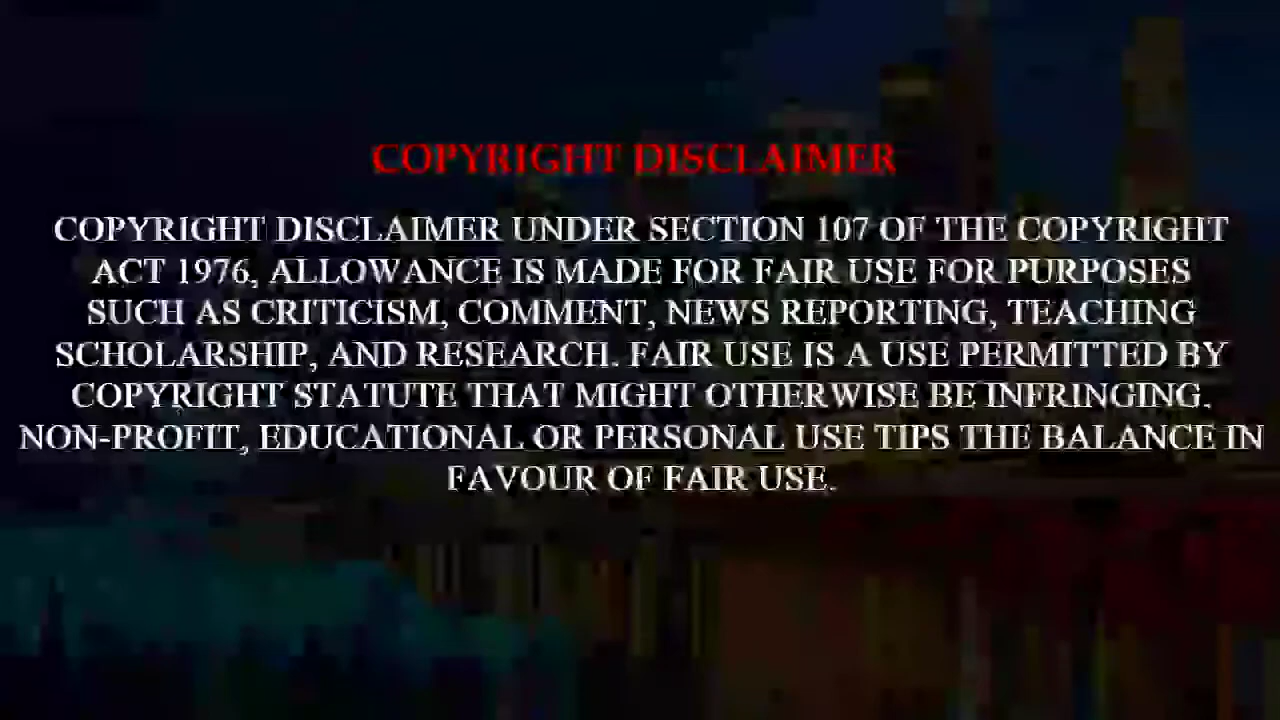 COPYRIGHT DISCLAIMER
COPYRIGHT DISCLAIMER UNDER SECTION 107 OF THE COPYRIGHT
ACT 1976, ALLOWANCE IS MADE FOR FAIR USE FOR PURPOSES
SUCH AS CRITICISM, COMMENT, NEWS REPORTING, TEACHING
SCHOLARSHIP, AND RESEARCH. FAIR USE IS A USE PERMITTED BY
COPYRIGHT STATUTE THAT MIGHT OTHERWISE BE INFRINGING.
NON-PROFIT, EDUCATIONAL OR PERSONAL USE TIPS THE BALANCE IN
FAVOUR OF FAIR USE.